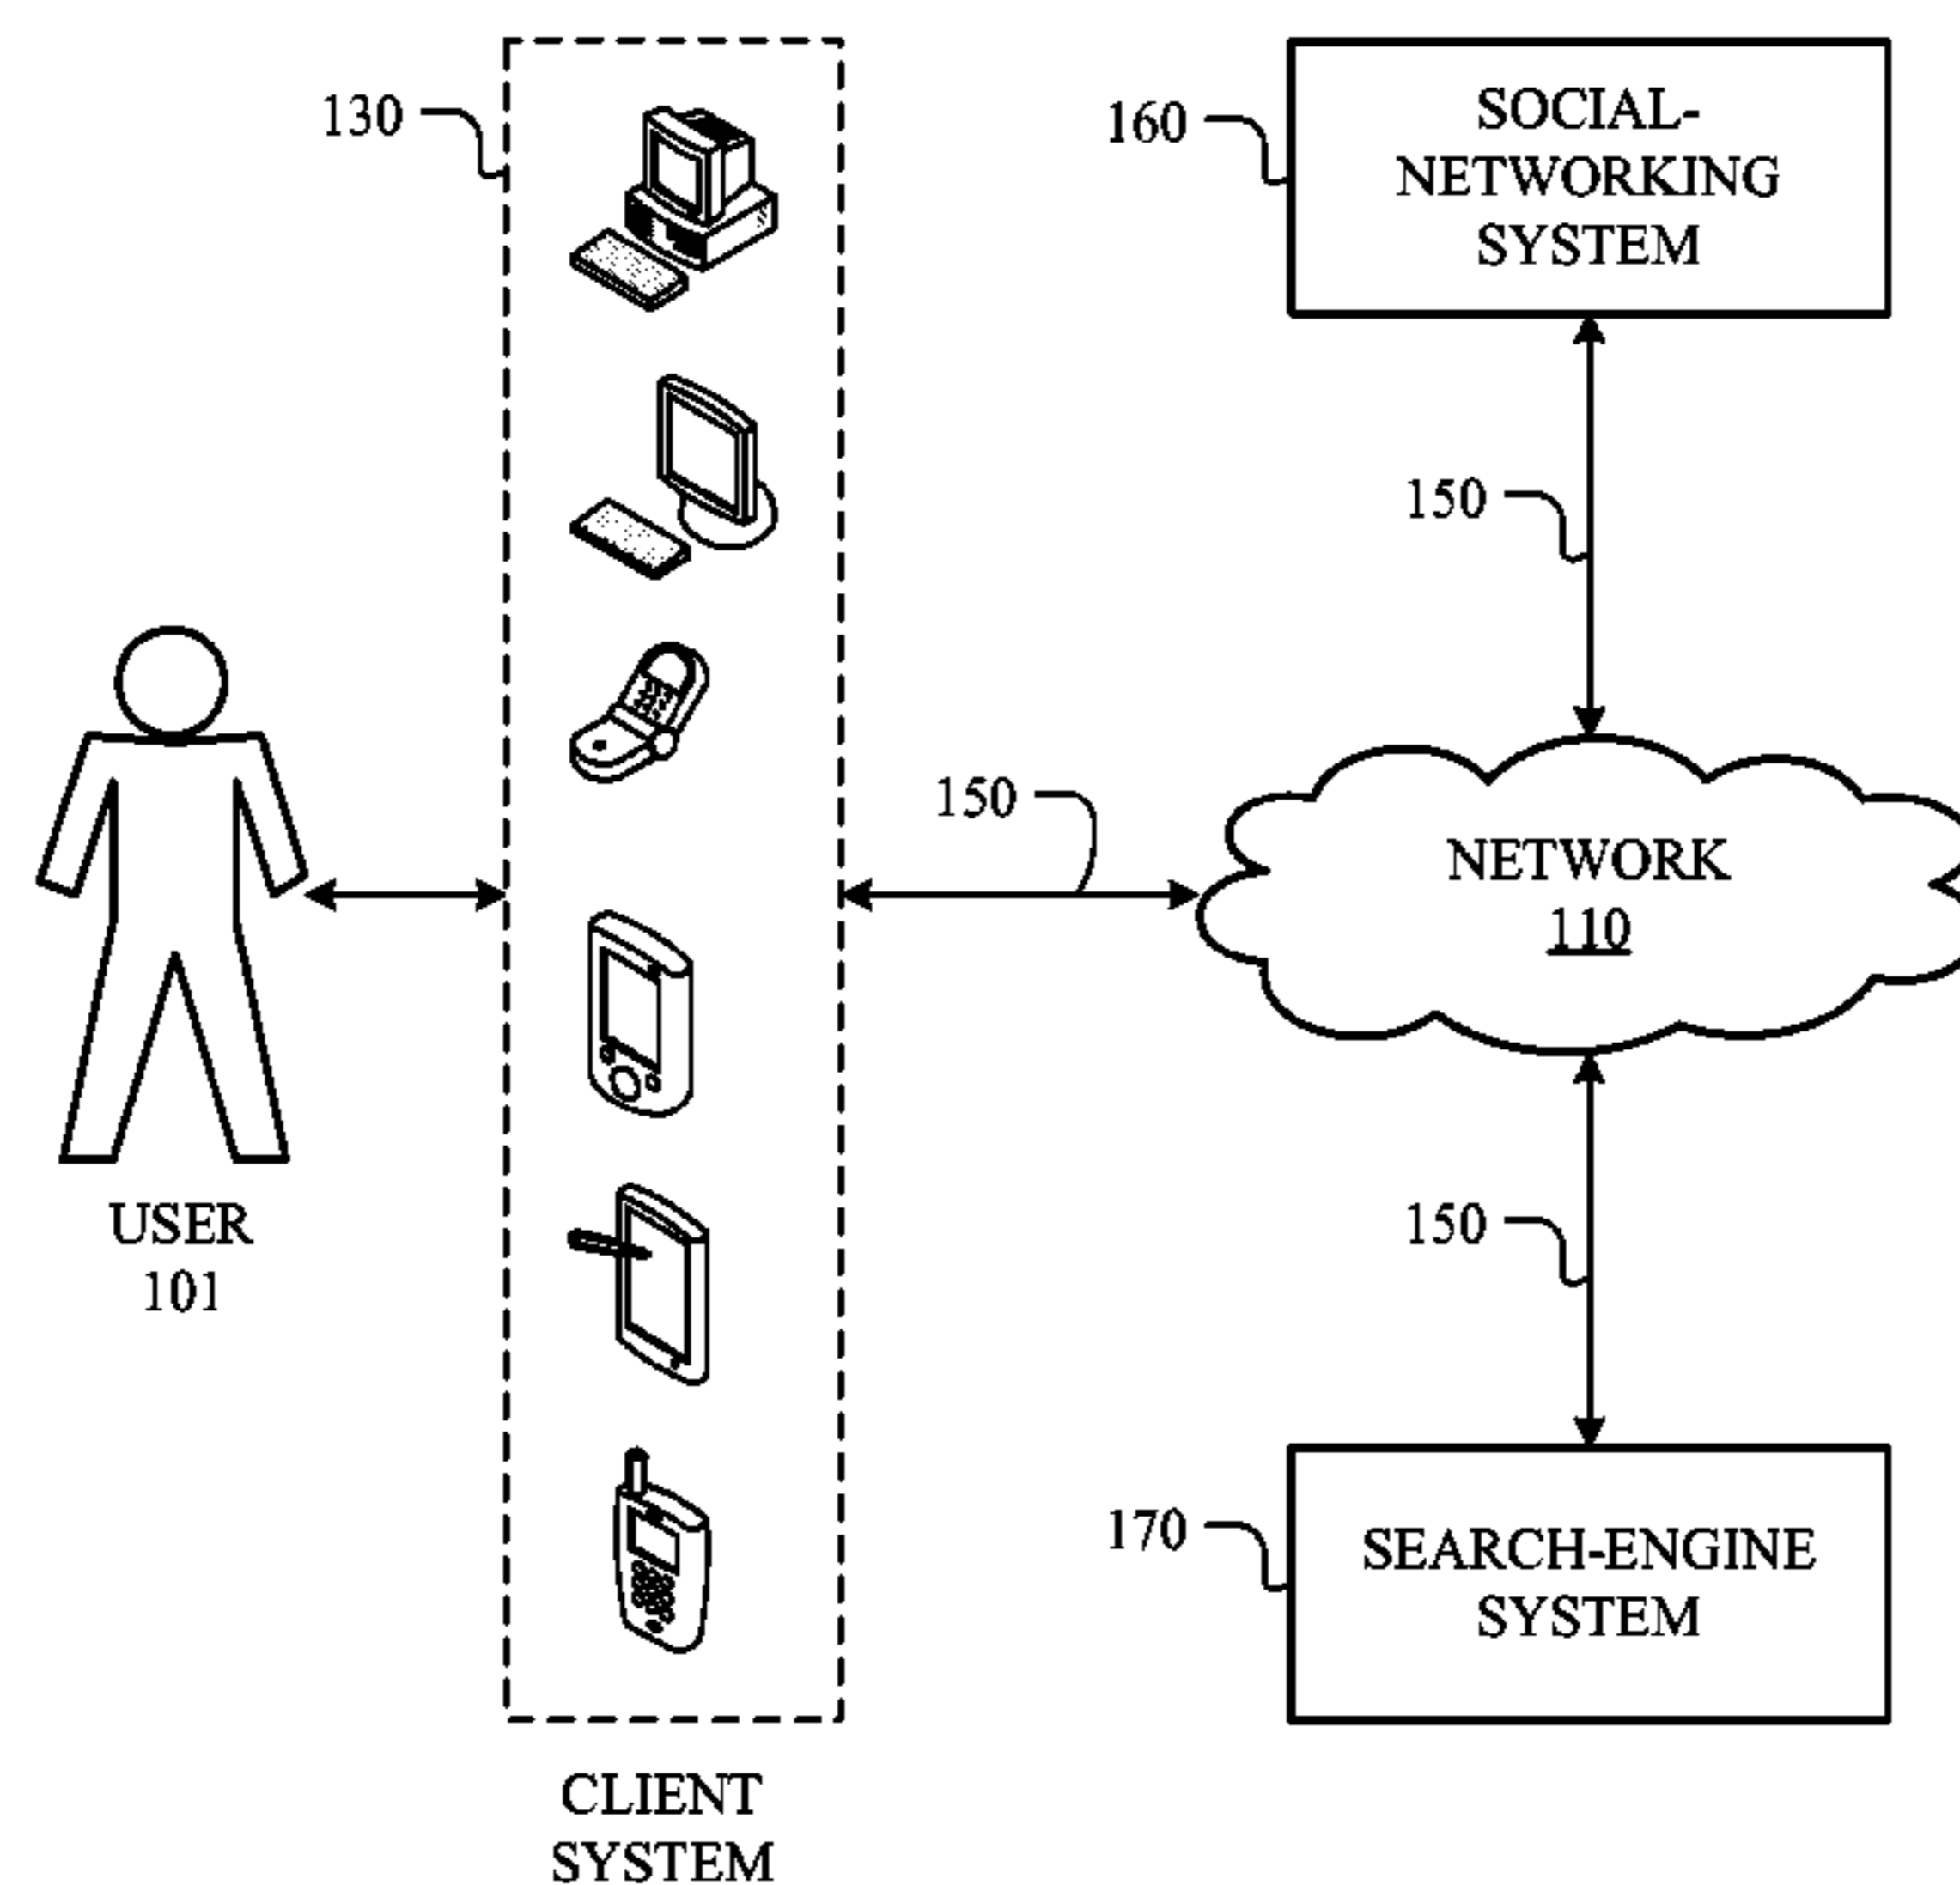 130
160
SOCIAL-
NETWORKING
SYSTEM
150
150
NETWORK
110
USER
101
150
170
SEARCH-ENGINE
SYSTEM
CLIENT
SYSTEM